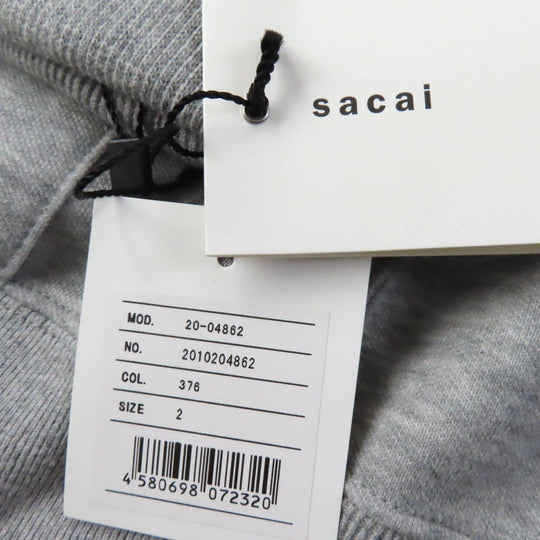 sacai
MOD. 20-04862
NO. 2010204862
COL. 376
SIZE 2
4 580698 072320